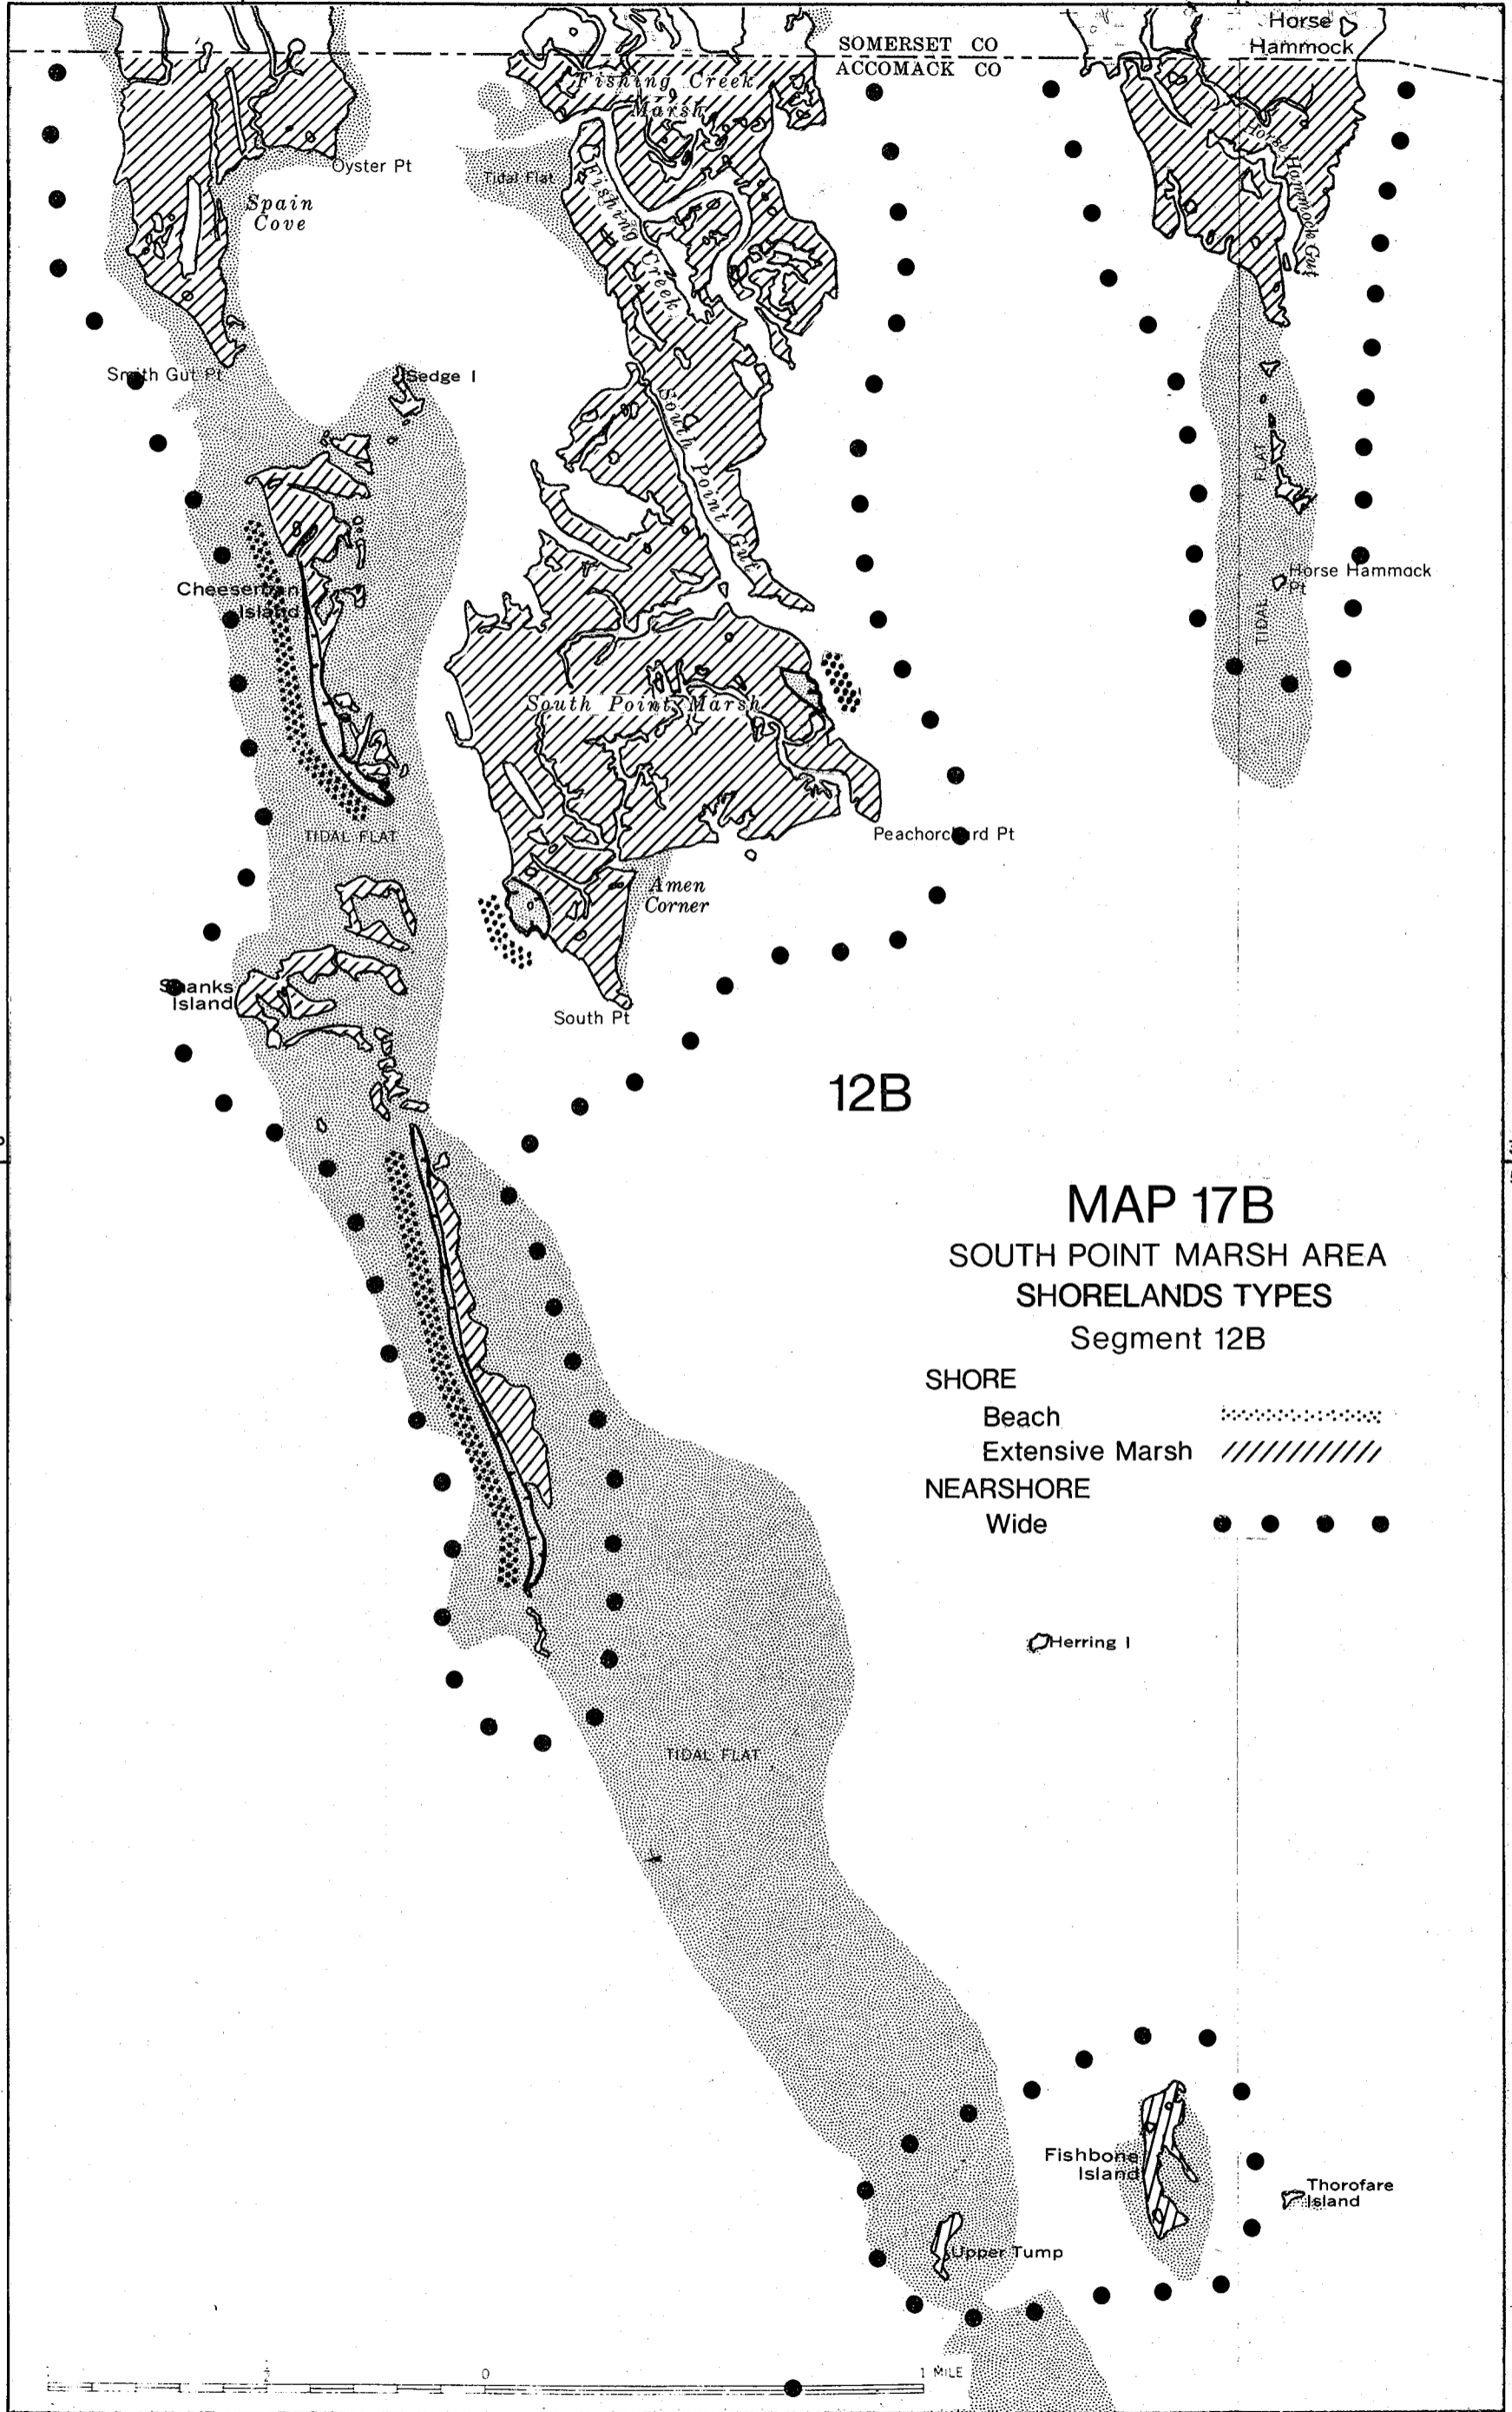 Horse
Hammock
SOMERSET CO
ACCOMACK CO
Fishing Creek
Marsh
Horse Hammock Gut
Oyster Pt
Tidal Flat
Spain
Cove
Fishing Creek
Smith Gut Pt
Sedge I
South Point Gut
FLAT
TIDAL
Horse Hammock
Pt
Cheeseman
Island
South Point Marsh
TIDAL FLAT
Peachorchard Pt
Amen
Corner
Shanks
Island
South Pt
12B
MAP 17B
SOUTH POINT MARSH AREA
SHORELANDS TYPES
Segment 12B
SHORE
Beach
Extensive Marsh
NEARSHORE
Wide
Herring I
TIDAL FLAT
Fishbone
Island
Thorofare
Island
Upper Tump
0
1 MILE